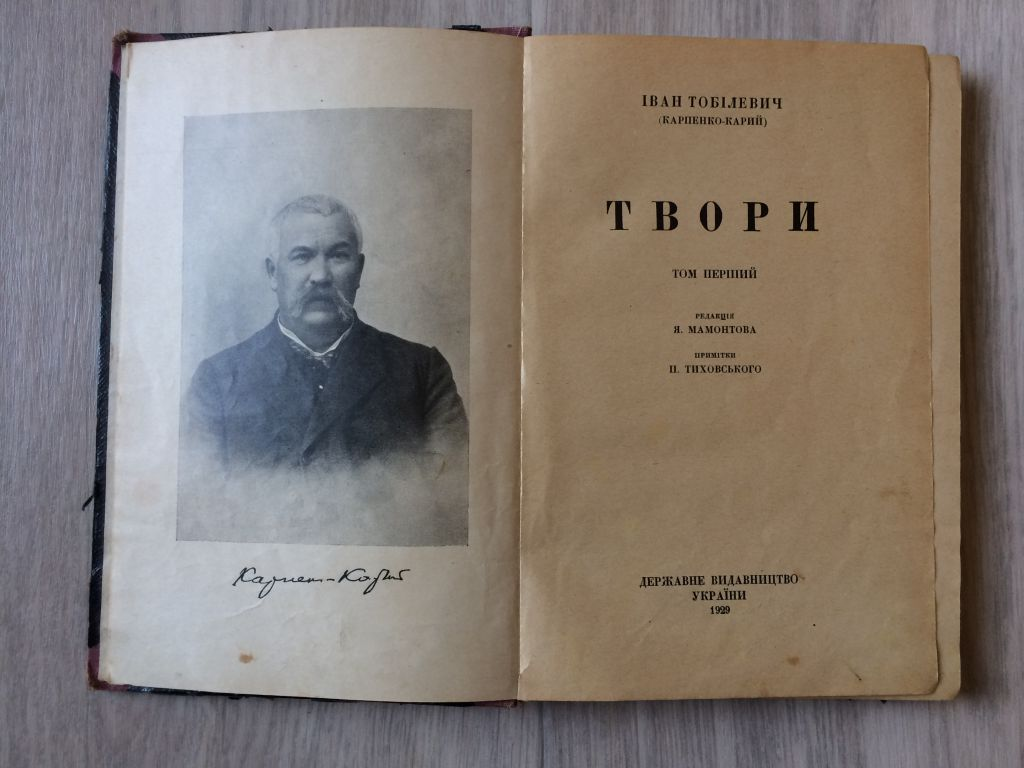 Карпенко-Карий
ІВАН ТОБІЛЕВИЧ
(КАРПЕНКО-КАРИЙ)
ТВОРИ
ТОМ ПЕРШИЙ
РЕДАКЦІЯ
Я. МАМОНТОВА
ПРИМІТКИ
П. ТИХОВСЬКОГО
ДЕРЖАВНЕ ВИДАВНИЦТВО
УКРАЇНИ
1929